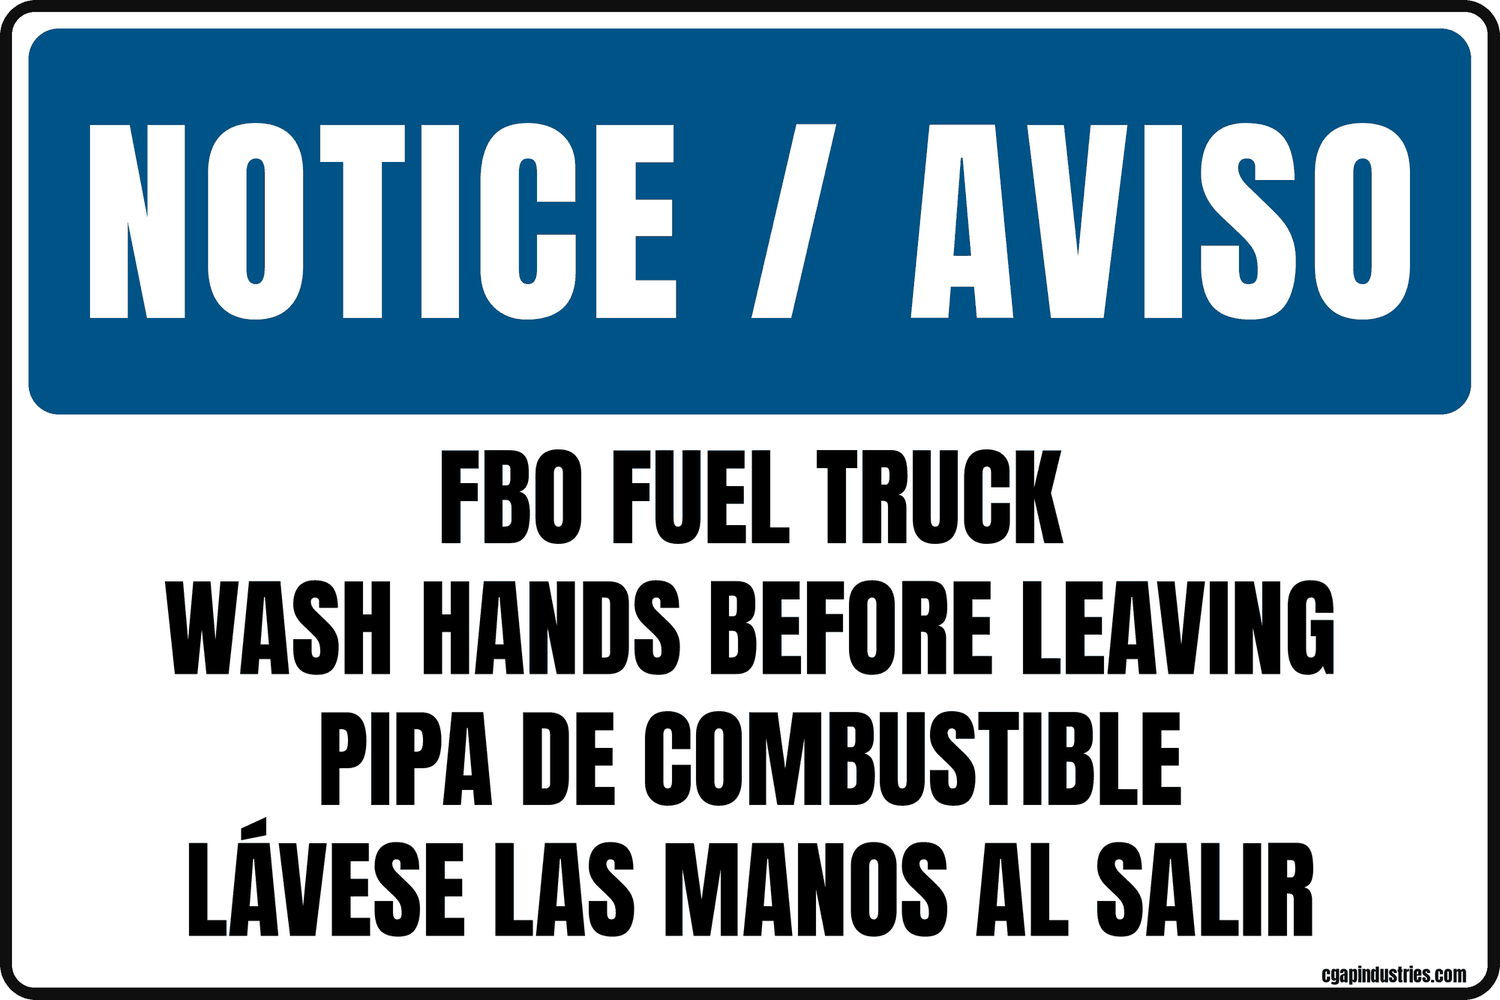 NOTICE / AVISO
FBO FUEL TRUCK
WASH HANDS BEFORE LEAVING
PIPA DE COMBUSTIBLE
LÁVESE LAS MANOS AL SALIR
cgapindustries.com